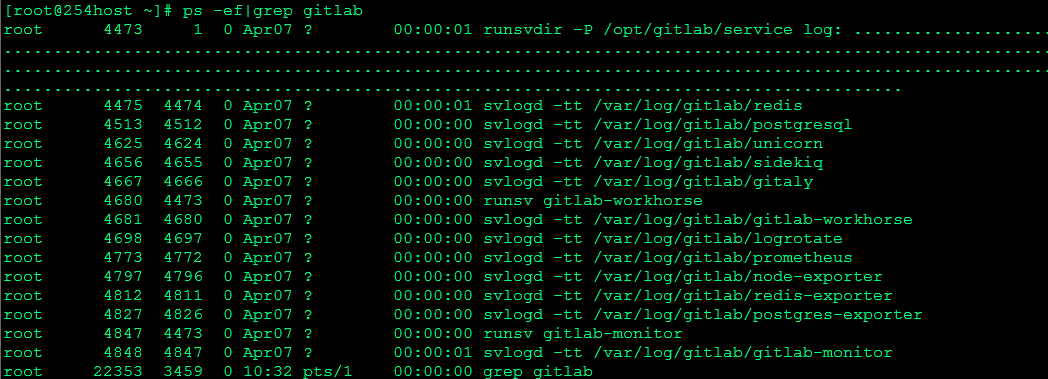 [root@254host ~]# ps -ef|grep gitlab
root      4473     1  0 Apr07 ?        00:00:01 runsvdir -P /opt/gitlab/service log: ....................
.........................................................................................................
.........................................................................................................
..........................................................................................
root      4475  4474  0 Apr07 ?        00:00:01 svlogd -tt /var/log/gitlab/redis
root      4513  4512  0 Apr07 ?        00:00:00 svlogd -tt /var/log/gitlab/postgresql
root      4625  4624  0 Apr07 ?        00:00:00 svlogd -tt /var/log/gitlab/unicorn
root      4656  4655  0 Apr07 ?        00:00:00 svlogd -tt /var/log/gitlab/sidekiq
root      4667  4666  0 Apr07 ?        00:00:00 svlogd -tt /var/log/gitlab/gitaly
root      4680  4473  0 Apr07 ?        00:00:00 runsv gitlab-workhorse
root      4681  4680  0 Apr07 ?        00:00:00 svlogd -tt /var/log/gitlab/gitlab-workhorse
root      4698  4697  0 Apr07 ?        00:00:00 svlogd -tt /var/log/gitlab/logrotate
root      4773  4772  0 Apr07 ?        00:00:00 svlogd -tt /var/log/gitlab/prometheus
root      4797  4796  0 Apr07 ?        00:00:00 svlogd -tt /var/log/gitlab/node-exporter
root      4812  4811  0 Apr07 ?        00:00:00 svlogd -tt /var/log/gitlab/redis-exporter
root      4827  4826  0 Apr07 ?        00:00:00 svlogd -tt /var/log/gitlab/postgres-exporter
root      4847  4473  0 Apr07 ?        00:00:00 runsv gitlab-monitor
root      4848  4847  0 Apr07 ?        00:00:01 svlogd -tt /var/log/gitlab/gitlab-monitor
root     22353  3459  0 10:32 pts/1    00:00:00 grep gitlab